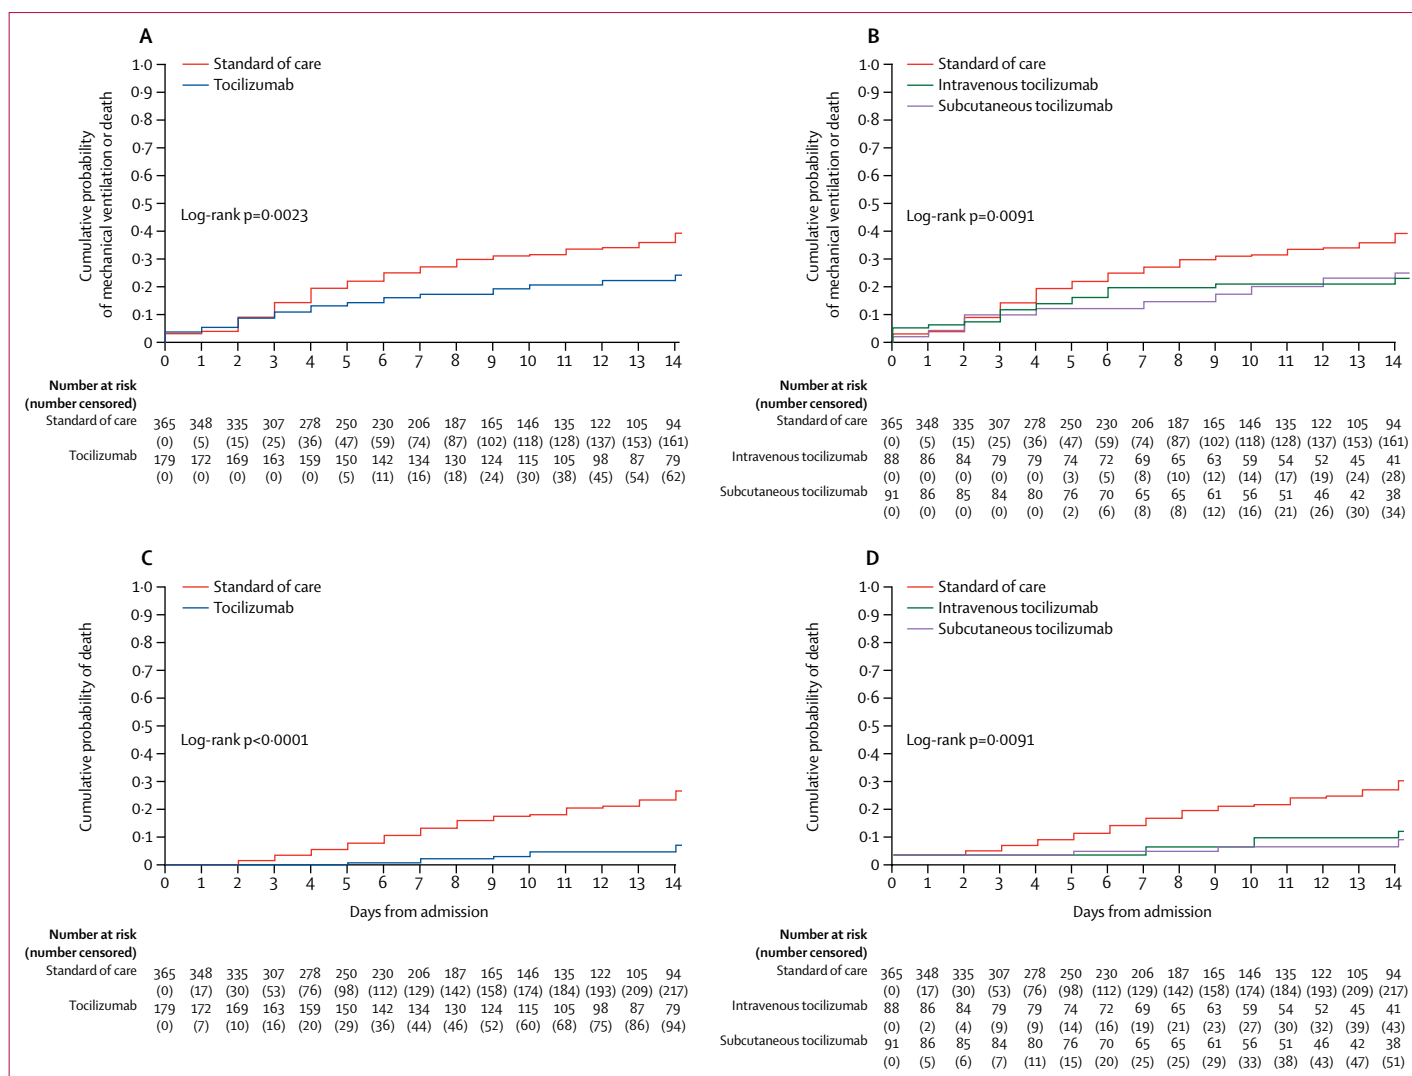 A
Standard of care
Tocilizumab
Cumulative probability
of mechanical ventilation or death
1·0
0·9
0·8
0·7
0·6
0·5
0·4
0·3
0·2
0·1
0
Log-rank p=0·0023
0 1 2 3 4 5 6 7 8 9 10 11 12 13 14
Number at risk
(number censored)
Standard of care 365 348 335 307 278 250 230 206 187 165 146 135 122 105 94
(0) (5) (15) (25) (36) (47) (59) (74) (87) (102) (118) (128) (137) (153) (161)
Tocilizumab 179 172 169 163 159 150 142 134 130 124 115 105 98 87 79
(0) (0) (0) (0) (0) (5) (11) (16) (18) (24) (30) (38) (45) (54) (62)
B
Standard of care
Intravenous tocilizumab
Subcutaneous tocilizumab
Cumulative probability
of mechanical ventilation or death
1·0
0·9
0·8
0·7
0·6
0·5
0·4
0·3
0·2
0·1
0
Log-rank p=0·0091
0 1 2 3 4 5 6 7 8 9 10 11 12 13 14
Number at risk
(number censored)
Standard of care 365 348 335 307 278 250 230 206 187 165 146 135 122 105 94
(0) (5) (15) (25) (36) (47) (59) (74) (87) (102) (118) (128) (137) (153) (161)
Intravenous tocilizumab 88 86 84 79 79 74 72 69 65 63 59 54 52 45 41
(0) (0) (0) (0) (0) (3) (5) (8) (10) (12) (14) (17) (19) (24) (28)
Subcutaneous tocilizumab 91 86 85 84 80 76 70 65 65 61 56 51 46 42 38
(0) (0) (0) (0) (0) (2) (6) (8) (8) (12) (16) (21) (26) (30) (34)
C
Standard of care
Tocilizumab
Cumulative probability of death
1·0
0·9
0·8
0·7
0·6
0·5
0·4
0·3
0·2
0·1
0
Log-rank p<0·0001
0 1 2 3 4 5 6 7 8 9 10 11 12 13 14
Days from admission
Number at risk
(number censored)
Standard of care 365 348 335 307 278 250 230 206 187 165 146 135 122 105 94
(0) (17) (30) (53) (76) (98) (112) (129) (142) (158) (174) (184) (193) (209) (217)
Tocilizumab 179 172 169 163 159 150 142 134 130 124 115 105 98 87 79
(0) (7) (10) (16) (20) (29) (36) (44) (46) (52) (60) (68) (75) (86) (94)
D
Standard of care
Intravenous tocilizumab
Subcutaneous tocilizumab
Cumulative probability of death
1·0
0·9
0·8
0·7
0·6
0·5
0·4
0·3
0·2
0·1
0
Log-rank p=0·0091
0 1 2 3 4 5 6 7 8 9 10 11 12 13 14
Days from admission
Number at risk
(number censored)
Standard of care 365 348 335 307 278 250 230 206 187 165 146 135 122 105 94
(0) (17) (30) (53) (76) (98) (112) (129) (142) (158) (174) (184) (193) (209) (217)
Intravenous tocilizumab 88 86 84 79 79 74 72 69 65 63 59 54 52 45 41
(0) (2) (4) (9) (9) (14) (16) (19) (21) (23) (27) (30) (32) (39) (43)
Subcutaneous tocilizumab 91 86 85 84 80 76 70 65 65 61 56 51 46 42 38
(0) (5) (6) (7) (11) (15) (20) (25) (25) (29) (33) (38) (43) (47) (51)